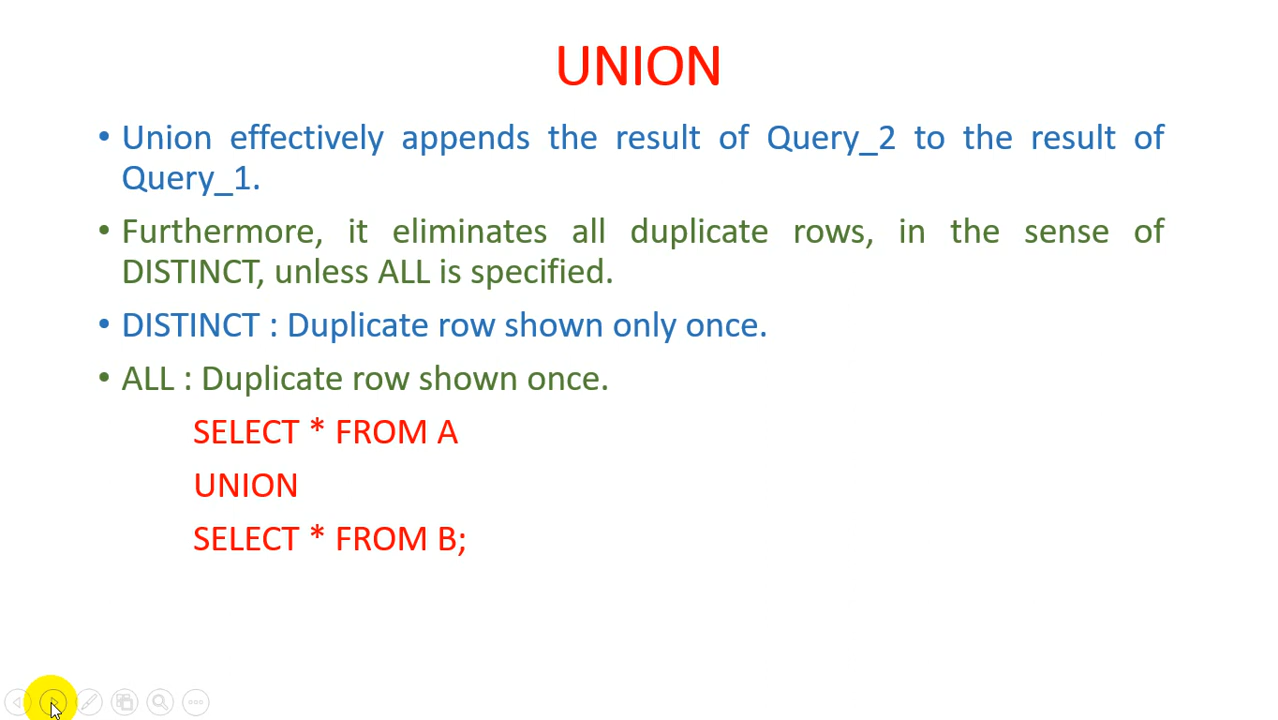 UNION
• Union effectively appends the result of Query_2 to the result of
Query_1.
• Furthermore, it eliminates all duplicate rows, in the sense of
DISTINCT, unless ALL is specified.
• DISTINCT : Duplicate row shown only once.
• ALL : Duplicate row shown once.
SELECT * FROM A
UNION
SELECT * FROM B;